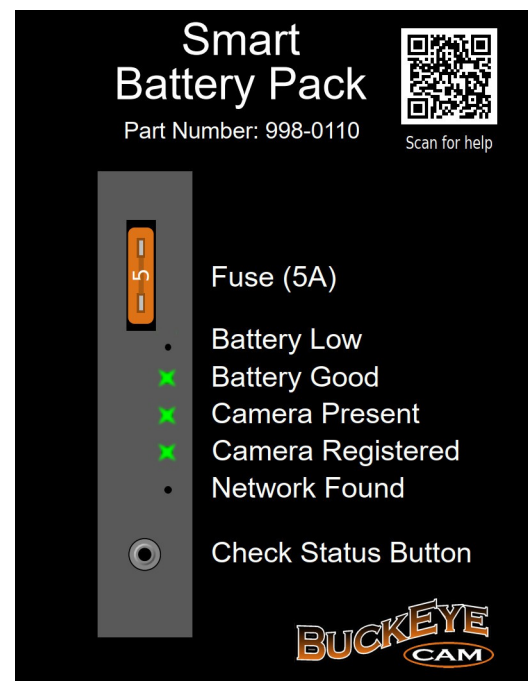 Smart
Battery Pack
Part Number: 998-0110
Scan for help
5
Fuse (5A)
Battery Low
Battery Good
Camera Present
Camera Registered
Network Found
Check Status Button
BUCKEYE
CAM